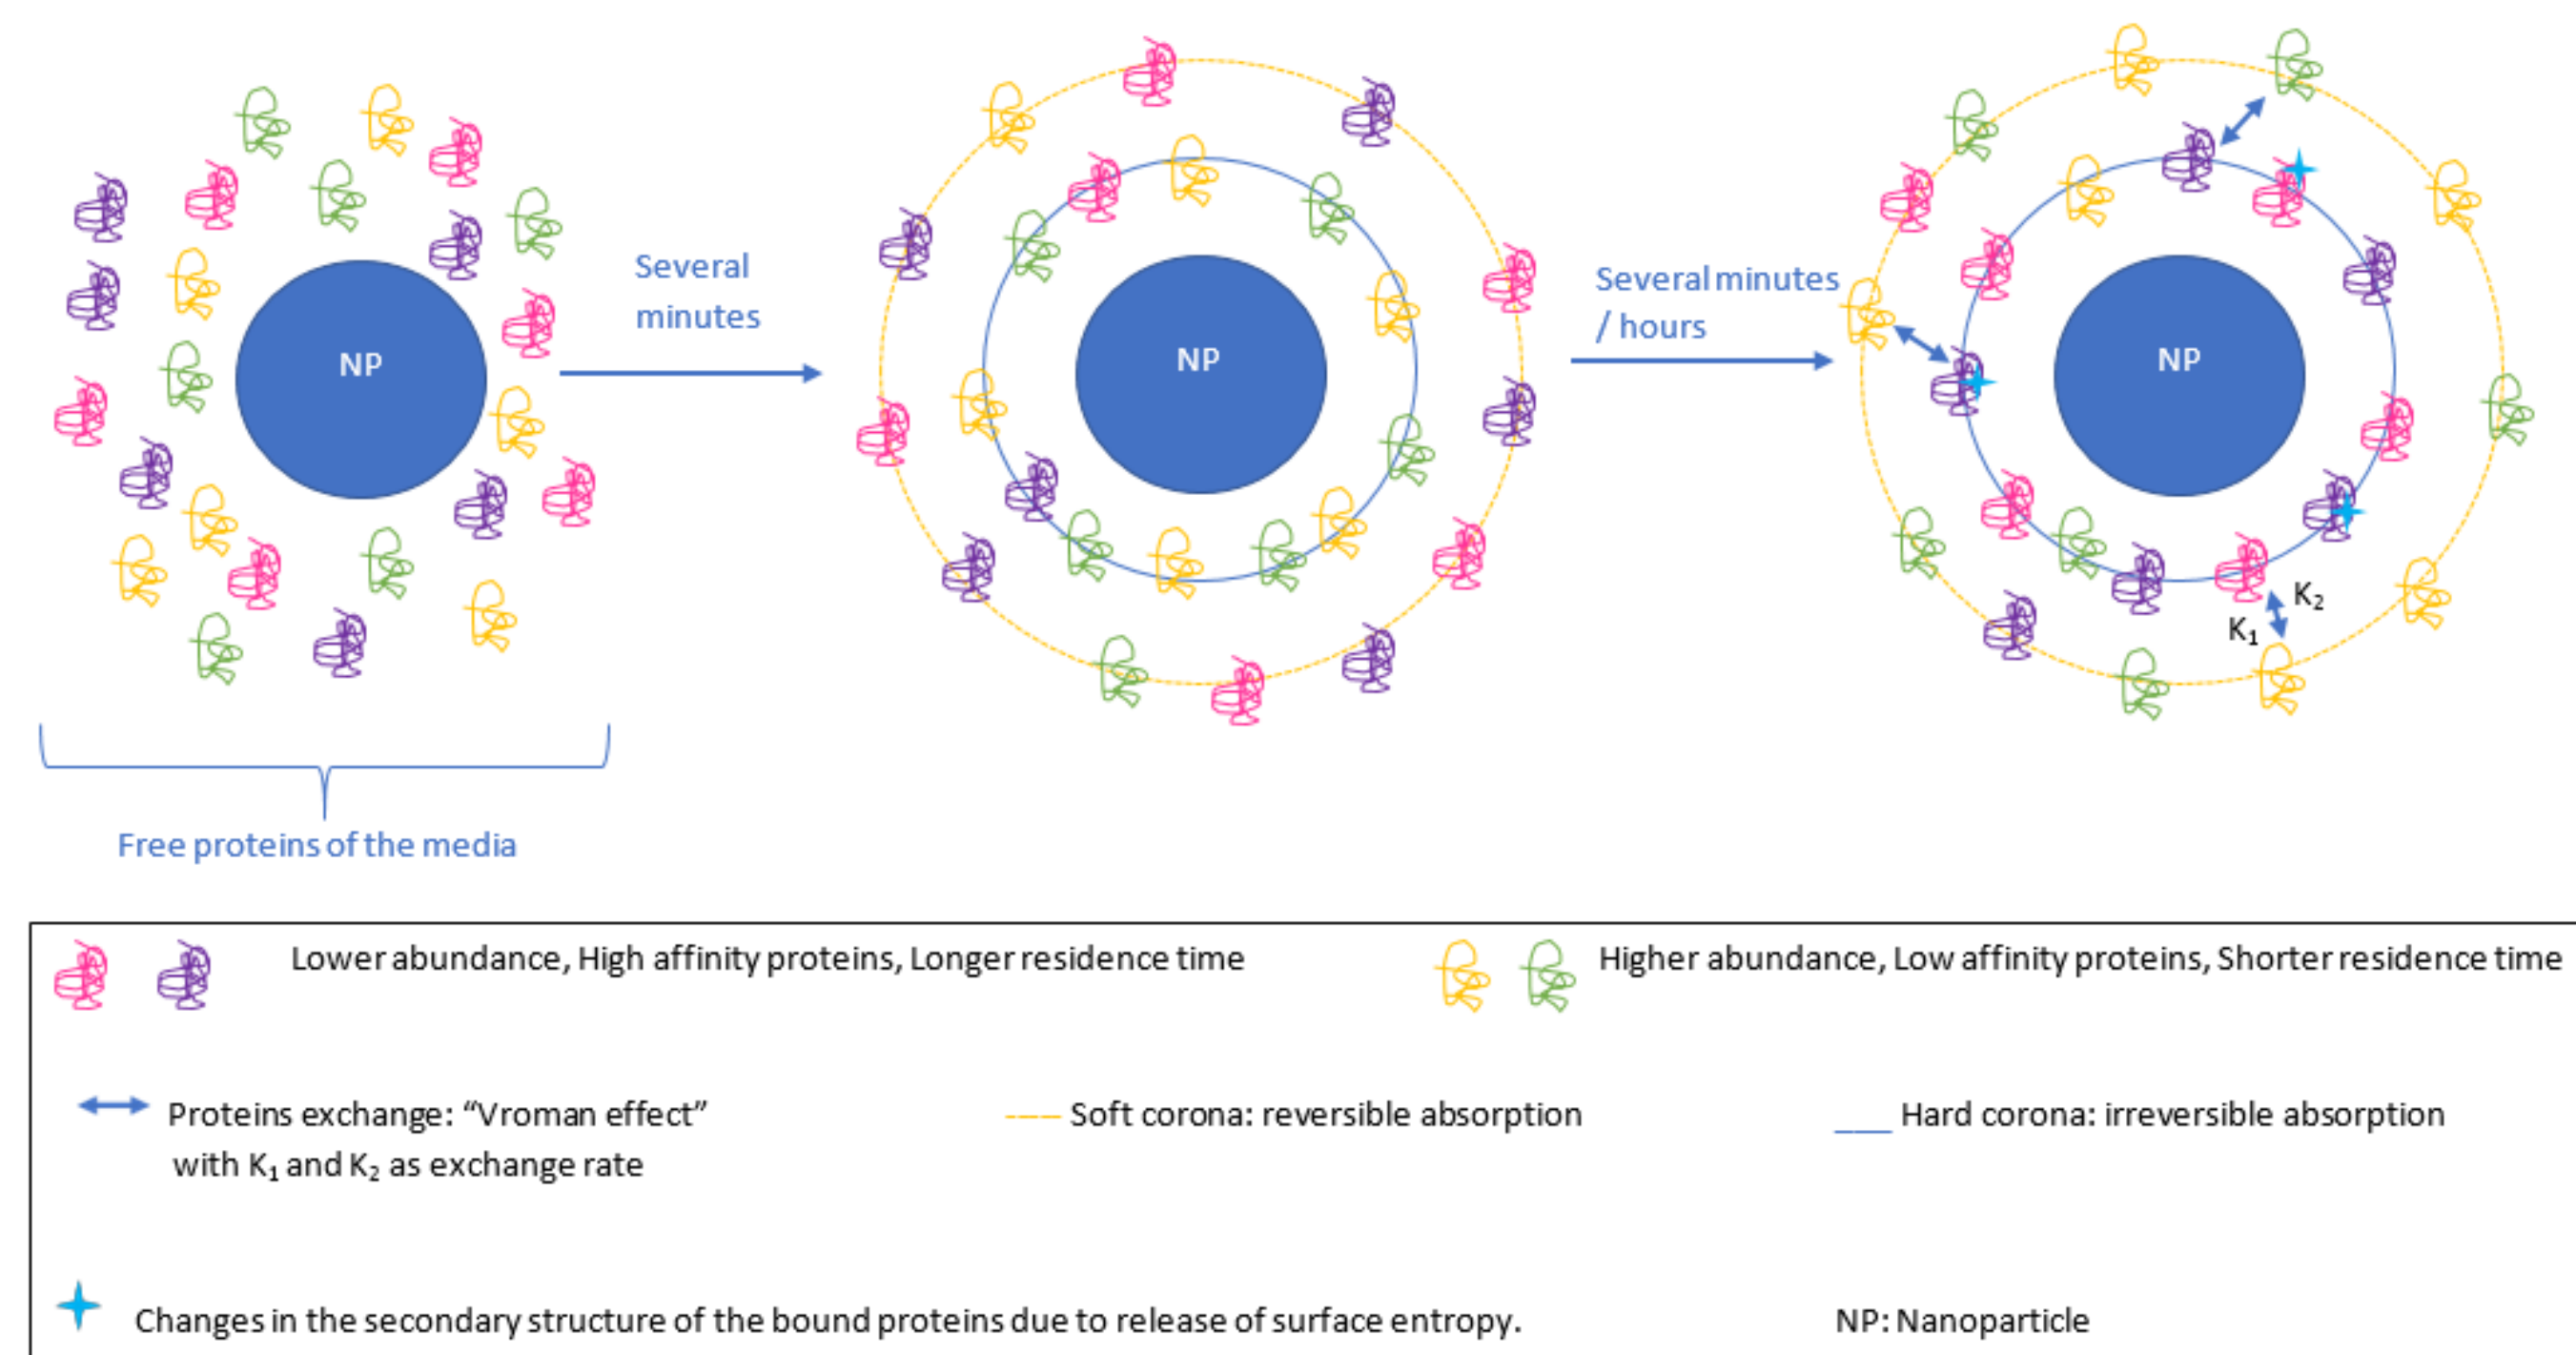 NP
Several
minutes
NP
Several minutes
/ hours
NP
K₂
K₁
Free proteins of the media
Lower abundance, High affinity proteins, Longer residence time
Higher abundance, Low affinity proteins, Shorter residence time
Proteins exchange: “Vroman effect”
with K₁ and K₂ as exchange rate
Soft corona: reversible absorption
Hard corona: irreversible absorption
Changes in the secondary structure of the bound proteins due to release of surface entropy.
NP: Nanoparticle